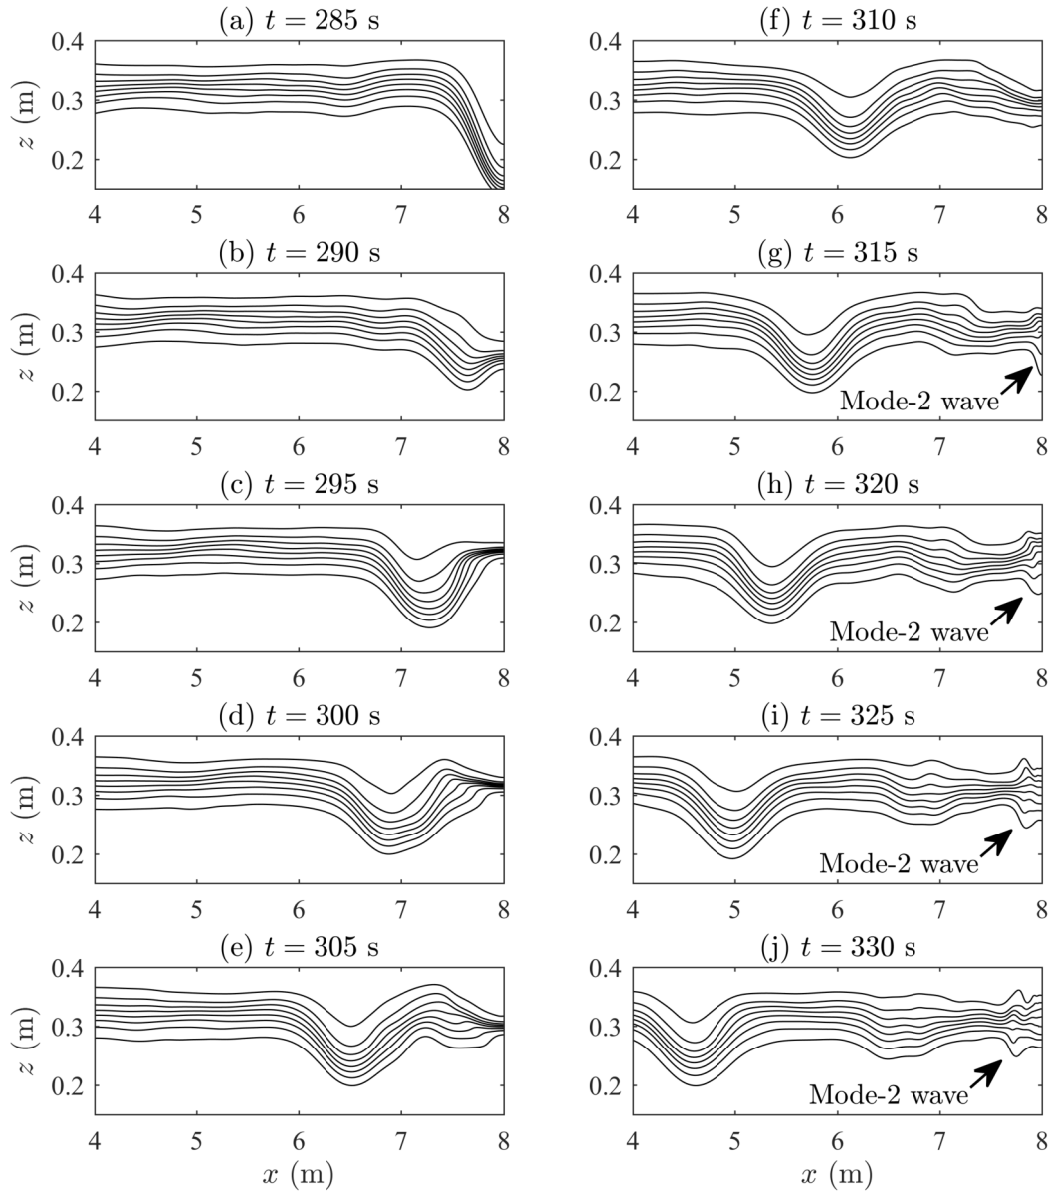 (a) t = 285 s
0.4
0.3
0.2
z (m)
4 5 6 7 8
(b) t = 290 s
0.4
0.3
0.2
z (m)
4 5 6 7 8
(c) t = 295 s
0.4
0.3
0.2
z (m)
4 5 6 7 8
(d) t = 300 s
0.4
0.3
0.2
z (m)
4 5 6 7 8
(e) t = 305 s
0.4
0.3
0.2
z (m)
4 5 6 7 8
x (m)
(f) t = 310 s
0.4
0.3
0.2
4 5 6 7 8
(g) t = 315 s
0.4
0.3
0.2
Mode-2 wave
4 5 6 7 8
(h) t = 320 s
0.4
0.3
0.2
Mode-2 wave
4 5 6 7 8
(i) t = 325 s
0.4
0.3
0.2
Mode-2 wave
4 5 6 7 8
(j) t = 330 s
0.4
0.3
0.2
Mode-2 wave
4 5 6 7 8
x (m)